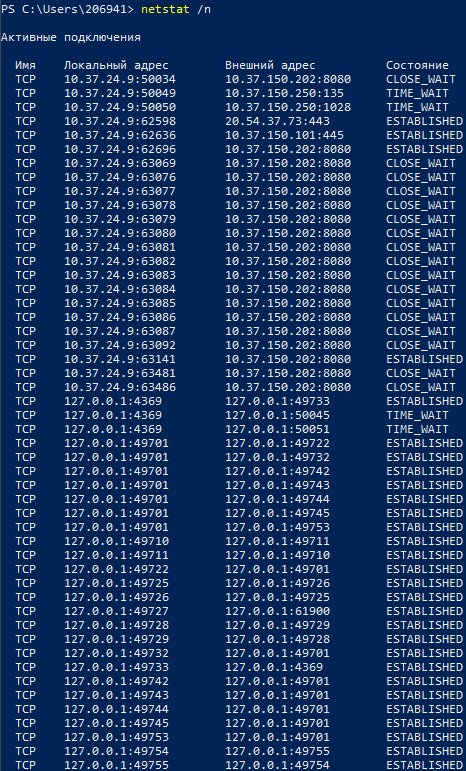 PS C:\Users\206941> netstat /n
Активные подключения
Имя Локальный адрес Внешний адрес Состояние
TCP 10.37.24.9:50034 10.37.150.202:8080 CLOSE_WAIT
TCP 10.37.24.9:50049 10.37.150.250:135 TIME_WAIT
TCP 10.37.24.9:50050 10.37.150.250:1028 TIME_WAIT
TCP 10.37.24.9:62598 20.54.37.73:443 ESTABLISHED
TCP 10.37.24.9:62636 10.37.150.101:445 ESTABLISHED
TCP 10.37.24.9:62696 10.37.150.202:8080 ESTABLISHED
TCP 10.37.24.9:63069 10.37.150.202:8080 CLOSE_WAIT
TCP 10.37.24.9:63076 10.37.150.202:8080 CLOSE_WAIT
TCP 10.37.24.9:63077 10.37.150.202:8080 CLOSE_WAIT
TCP 10.37.24.9:63078 10.37.150.202:8080 CLOSE_WAIT
TCP 10.37.24.9:63079 10.37.150.202:8080 CLOSE_WAIT
TCP 10.37.24.9:63080 10.37.150.202:8080 CLOSE_WAIT
TCP 10.37.24.9:63081 10.37.150.202:8080 CLOSE_WAIT
TCP 10.37.24.9:63082 10.37.150.202:8080 CLOSE_WAIT
TCP 10.37.24.9:63083 10.37.150.202:8080 CLOSE_WAIT
TCP 10.37.24.9:63084 10.37.150.202:8080 CLOSE_WAIT
TCP 10.37.24.9:63085 10.37.150.202:8080 CLOSE_WAIT
TCP 10.37.24.9:63086 10.37.150.202:8080 CLOSE_WAIT
TCP 10.37.24.9:63087 10.37.150.202:8080 CLOSE_WAIT
TCP 10.37.24.9:63092 10.37.150.202:8080 CLOSE_WAIT
TCP 10.37.24.9:63141 10.37.150.202:8080 ESTABLISHED
TCP 10.37.24.9:63481 10.37.150.202:8080 CLOSE_WAIT
TCP 10.37.24.9:63486 10.37.150.202:8080 CLOSE_WAIT
TCP 127.0.0.1:4369 127.0.0.1:49733 ESTABLISHED
TCP 127.0.0.1:4369 127.0.0.1:50045 TIME_WAIT
TCP 127.0.0.1:4369 127.0.0.1:50051 TIME_WAIT
TCP 127.0.0.1:49701 127.0.0.1:49722 ESTABLISHED
TCP 127.0.0.1:49701 127.0.0.1:49732 ESTABLISHED
TCP 127.0.0.1:49701 127.0.0.1:49742 ESTABLISHED
TCP 127.0.0.1:49701 127.0.0.1:49743 ESTABLISHED
TCP 127.0.0.1:49701 127.0.0.1:49744 ESTABLISHED
TCP 127.0.0.1:49701 127.0.0.1:49745 ESTABLISHED
TCP 127.0.0.1:49701 127.0.0.1:49753 ESTABLISHED
TCP 127.0.0.1:49710 127.0.0.1:49711 ESTABLISHED
TCP 127.0.0.1:49711 127.0.0.1:49710 ESTABLISHED
TCP 127.0.0.1:49722 127.0.0.1:49701 ESTABLISHED
TCP 127.0.0.1:49725 127.0.0.1:49726 ESTABLISHED
TCP 127.0.0.1:49726 127.0.0.1:49725 ESTABLISHED
TCP 127.0.0.1:49727 127.0.0.1:61900 ESTABLISHED
TCP 127.0.0.1:49728 127.0.0.1:49729 ESTABLISHED
TCP 127.0.0.1:49729 127.0.0.1:49728 ESTABLISHED
TCP 127.0.0.1:49732 127.0.0.1:49701 ESTABLISHED
TCP 127.0.0.1:49733 127.0.0.1:4369 ESTABLISHED
TCP 127.0.0.1:49742 127.0.0.1:49701 ESTABLISHED
TCP 127.0.0.1:49743 127.0.0.1:49701 ESTABLISHED
TCP 127.0.0.1:49744 127.0.0.1:49701 ESTABLISHED
TCP 127.0.0.1:49745 127.0.0.1:49701 ESTABLISHED
TCP 127.0.0.1:49753 127.0.0.1:49701 ESTABLISHED
TCP 127.0.0.1:49754 127.0.0.1:49755 ESTABLISHED
TCP 127.0.0.1:49755 127.0.0.1:49754 ESTABLISHED